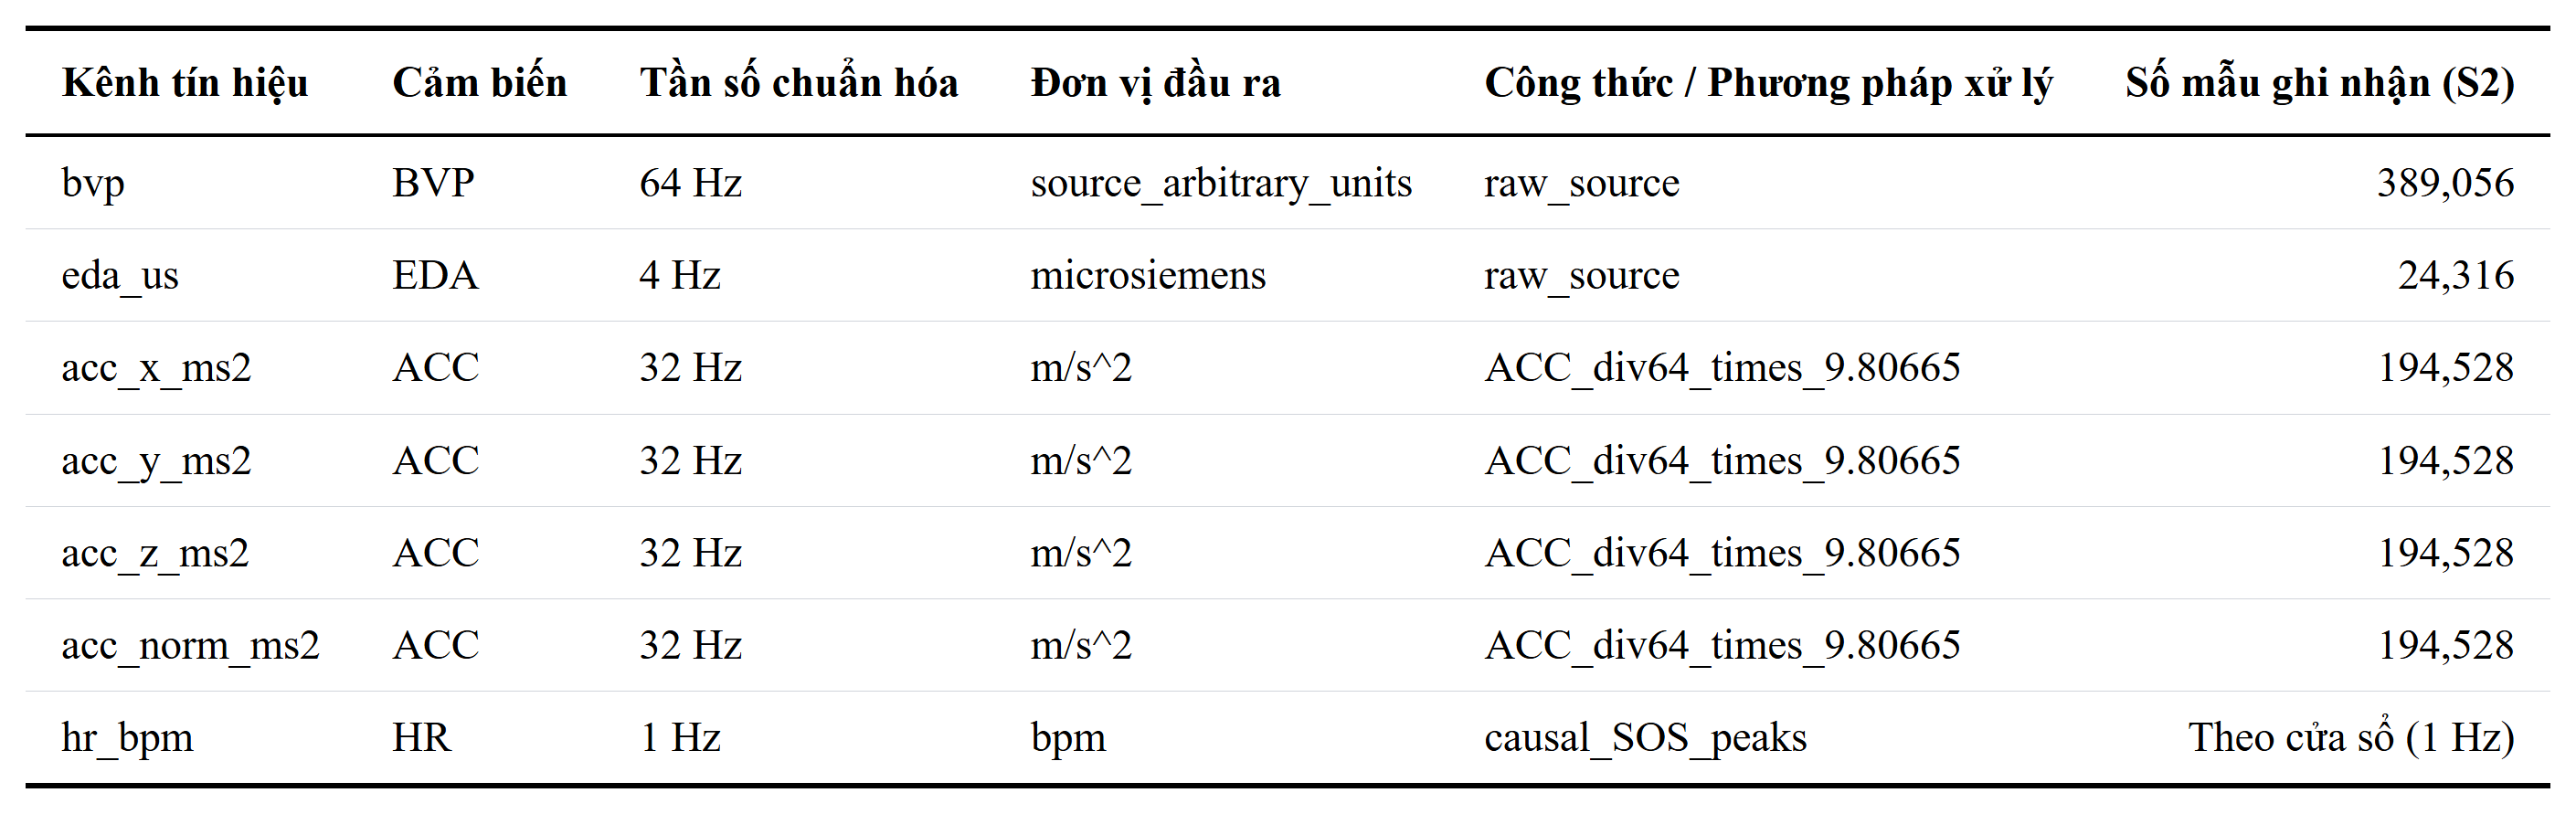 Kênh tín hiệu Cảm biến Tần số chuẩn hóa Đơn vị đầu ra Công thức / Phương pháp xử lý Số mẫu ghi nhận (S2)
bvp BVP 64 Hz source_arbitrary_units raw_source 389,056
eda_us EDA 4 Hz microsiemens raw_source 24,316
acc_x_ms2 ACC 32 Hz m/s^2 ACC_div64_times_9.80665 194,528
acc_y_ms2 ACC 32 Hz m/s^2 ACC_div64_times_9.80665 194,528
acc_z_ms2 ACC 32 Hz m/s^2 ACC_div64_times_9.80665 194,528
acc_norm_ms2 ACC 32 Hz m/s^2 ACC_div64_times_9.80665 194,528
hr_bpm HR 1 Hz bpm causal_SOS_peaks Theo cửa sổ (1 Hz)